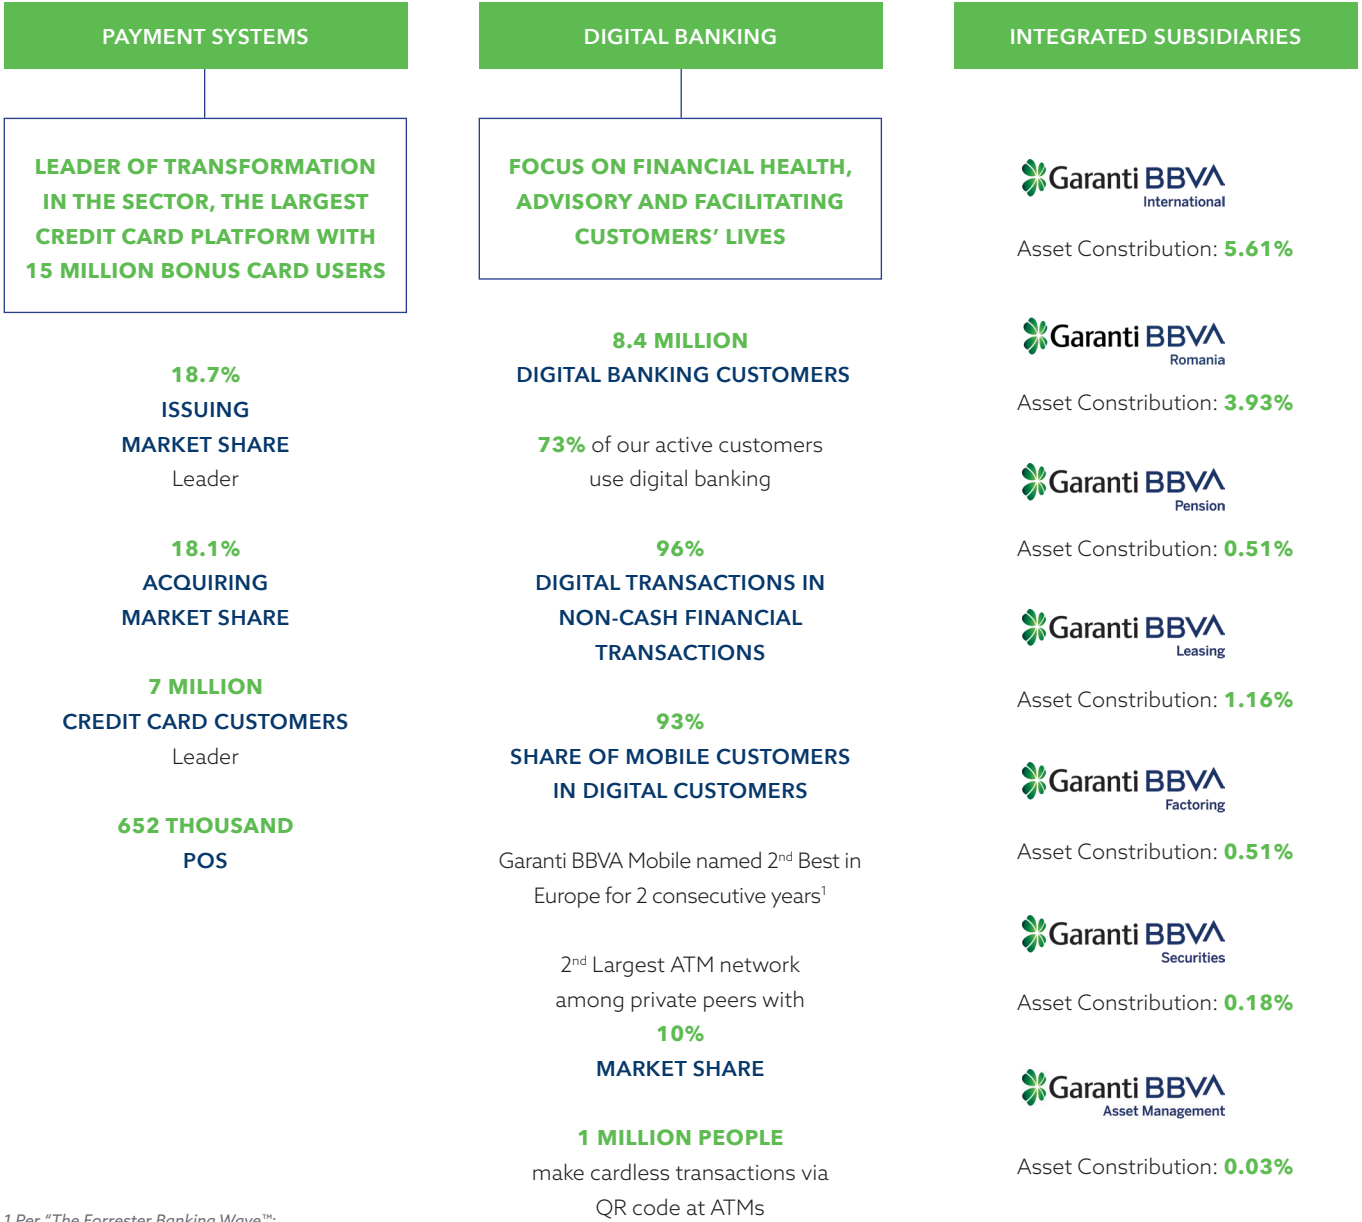 PAYMENT SYSTEMS
LEADER OF TRANSFORMATION
IN THE SECTOR, THE LARGEST
CREDIT CARD PLATFORM WITH
15 MILLION BONUS CARD USERS
18.7%
ISSUING
MARKET SHARE
Leader
18.1%
ACQUIRING
MARKET SHARE
7 MILLION
CREDIT CARD CUSTOMERS
Leader
652 THOUSAND
POS
1 Per “The Forrester Banking Wave™:
DIGITAL BANKING
FOCUS ON FINANCIAL HEALTH,
ADVISORY AND FACILITATING
CUSTOMERS’ LIVES
8.4 MILLION
DIGITAL BANKING CUSTOMERS
73% of our active customers
use digital banking
96%
DIGITAL TRANSACTIONS IN
NON-CASH FINANCIAL
TRANSACTIONS
93%
SHARE OF MOBILE CUSTOMERS
IN DIGITAL CUSTOMERS
Garanti BBVA Mobile named 2nd Best in
Europe for 2 consecutive years1
2nd Largest ATM network
among private peers with
10%
MARKET SHARE
1 MILLION PEOPLE
make cardless transactions via
QR code at ATMs
INTEGRATED SUBSIDIARIES
Garanti BBVA
International
Asset Constribution: 5.61%
Garanti BBVA
Romania
Asset Constribution: 3.93%
Garanti BBVA
Pension
Asset Constribution: 0.51%
Garanti BBVA
Leasing
Asset Constribution: 1.16%
Garanti BBVA
Factoring
Asset Constribution: 0.51%
Garanti BBVA
Securities
Asset Constribution: 0.18%
Garanti BBVA
Asset Management
Asset Constribution: 0.03%